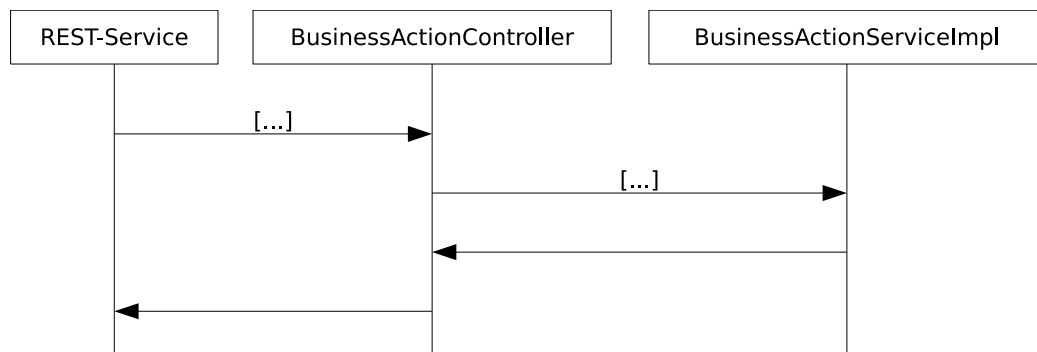 REST-Service
BusinessActionController
BusinessActionServiceImpl
[...]
[...]